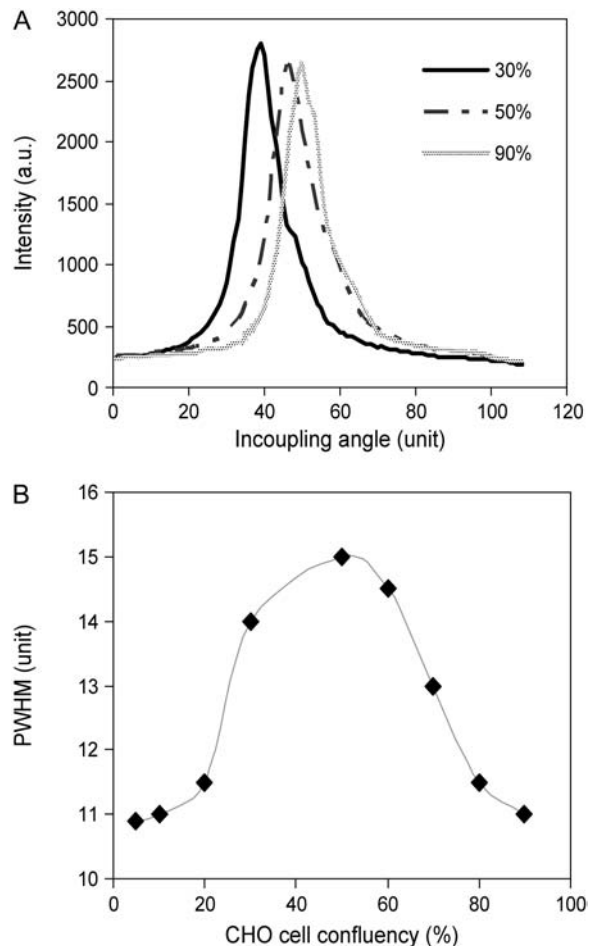 A
3000
2500
2000
1500
1000
500
0
Intensity (a.u.)
30%
50%
90%
0 20 40 60 80 100 120
Incoupling angle (unit)
B
16
15
14
13
12
11
10
PWHM (unit)
0 20 40 60 80 100
CHO cell confluency (%)